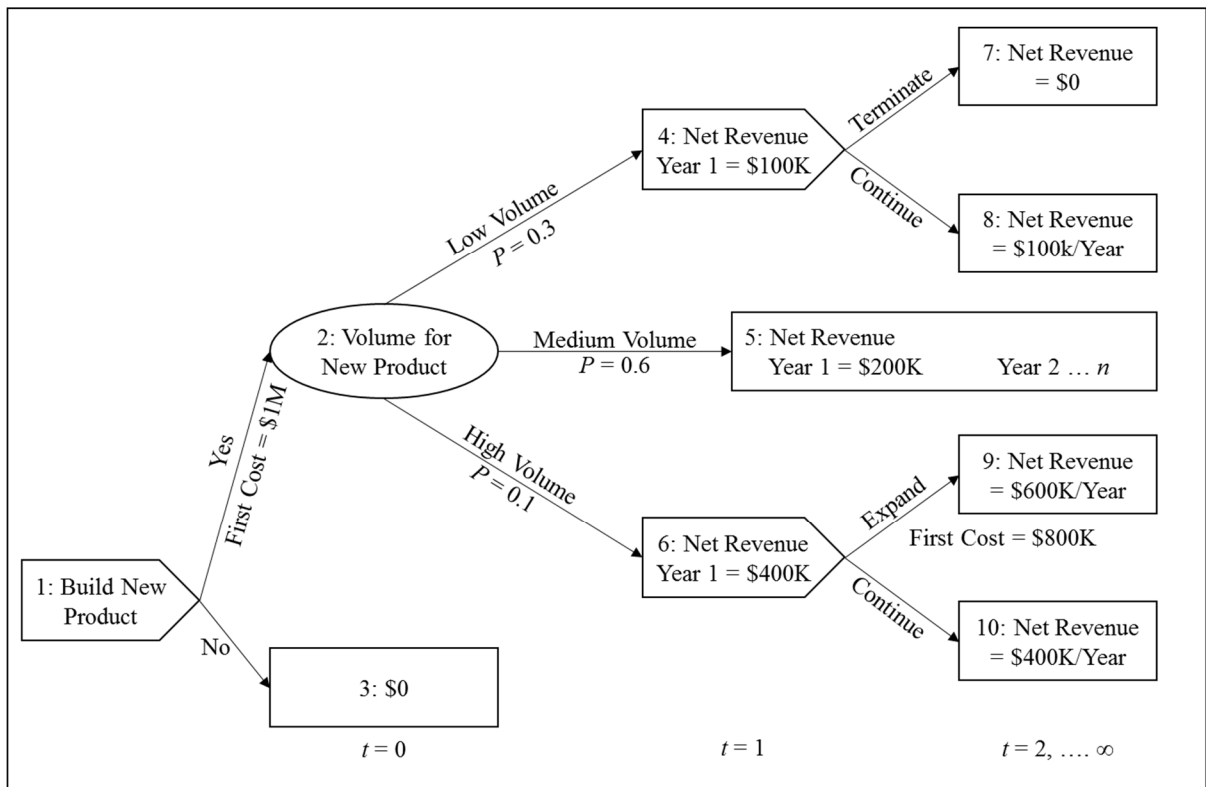 7: Net Revenue
= $0
Terminate
4: Net Revenue
Year 1 = $100K
Continue
8: Net Revenue
= $100k/Year
Low Volume
P = 0.3
2: Volume for
New Product
Medium Volume
P = 0.6
5: Net Revenue
Year 1 = $200K Year 2 … n
High Volume
P = 0.1
Yes
First Cost = $1M
9: Net Revenue
= $600K/Year
Expand
First Cost = $800K
6: Net Revenue
Year 1 = $400K
Continue
10: Net Revenue
= $400K/Year
1: Build New
Product
No
3: $0
t = 0 t = 1 t = 2, …. ∞